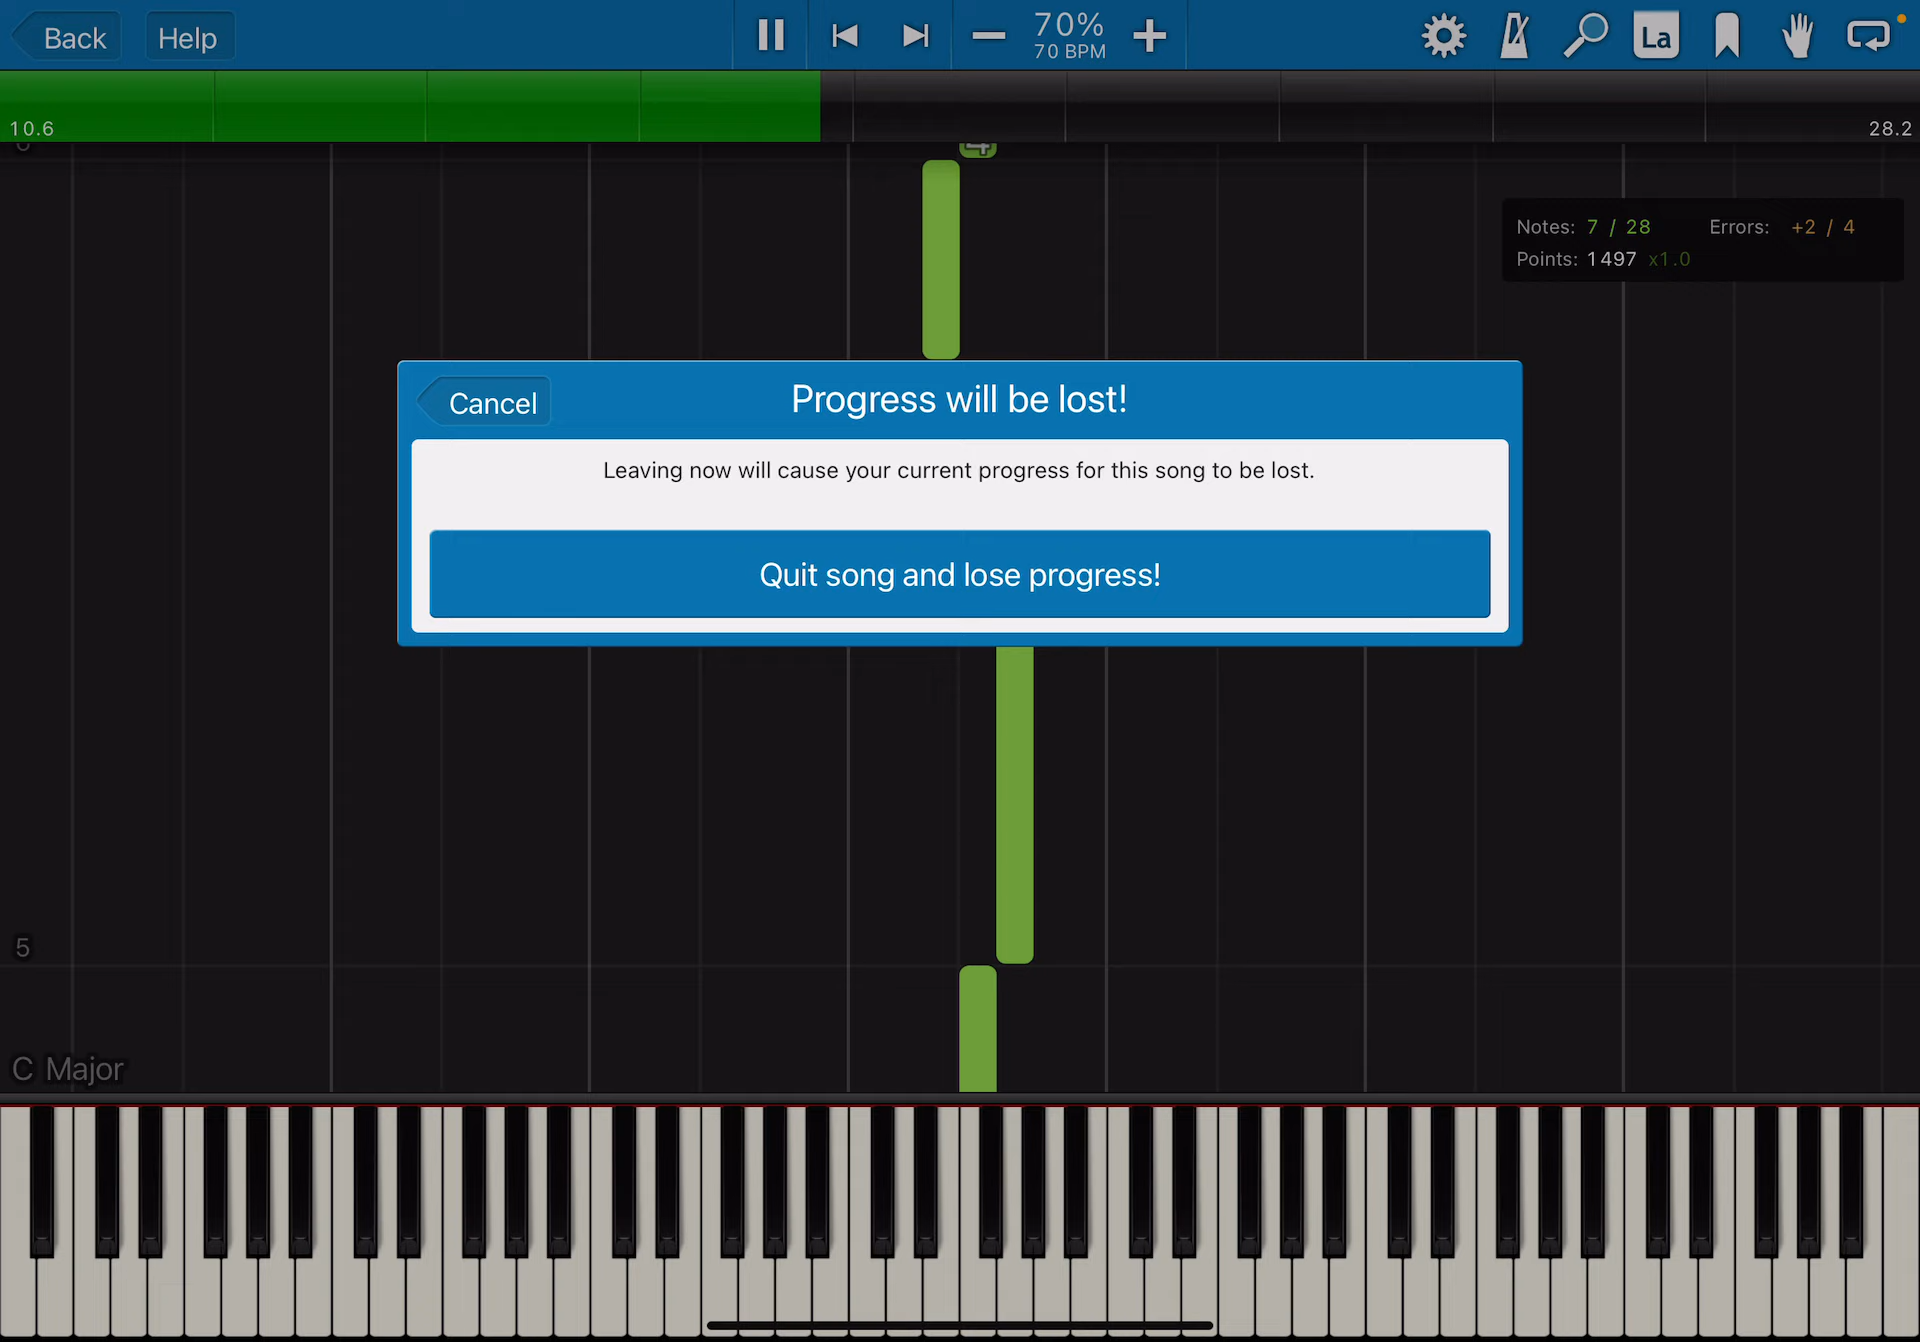 Back
Help
70%
70 BPM
La
10.6
28.2
6
4
Notes: 7 / 28 Errors: +2 / 4
Points: 1497 x1.0
Cancel
Progress will be lost!
Leaving now will cause your current progress for this song to be lost.
Quit song and lose progress!
5
C Major